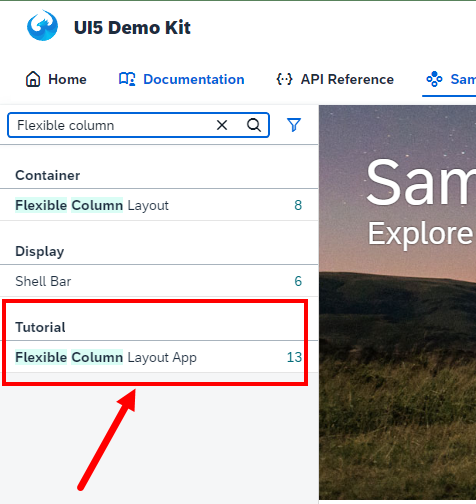 UI5 Demo Kit
Home Documentation API Reference Sam
Flexible column
Container
Flexible Column Layout 8
Display
Shell Bar 6
Tutorial
Flexible Column Layout App 13
Sam
Explore